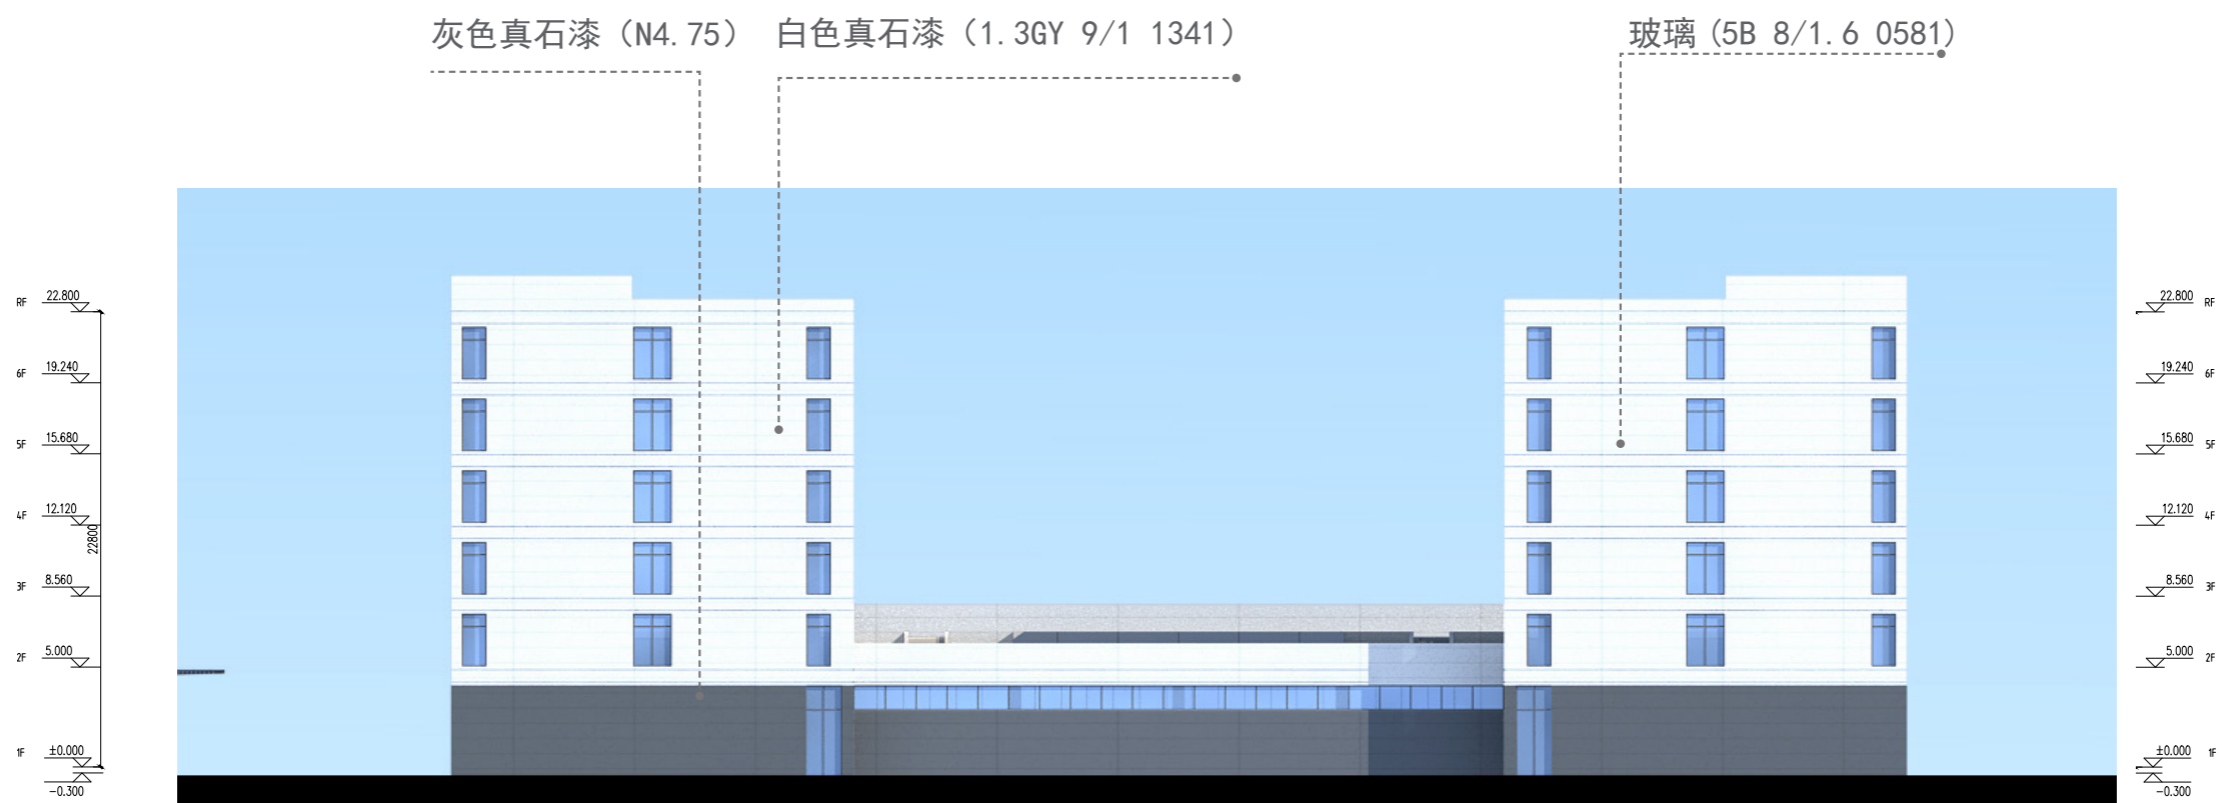 灰色真石漆（N4.75） 白色真石漆（1.3GY 9/1 1341） 玻璃(5B 8/1.6 0581)
RF 22.800 22.800 RF
6F 19.240 19.240 6F
5F 15.680 15.680 5F
4F 12.120 12.120 4F
22800
3F 8.560 8.560 3F
2F 5.000 5.000 2F
1F ±0.000 ±0.000 1F
-0.300 -0.300